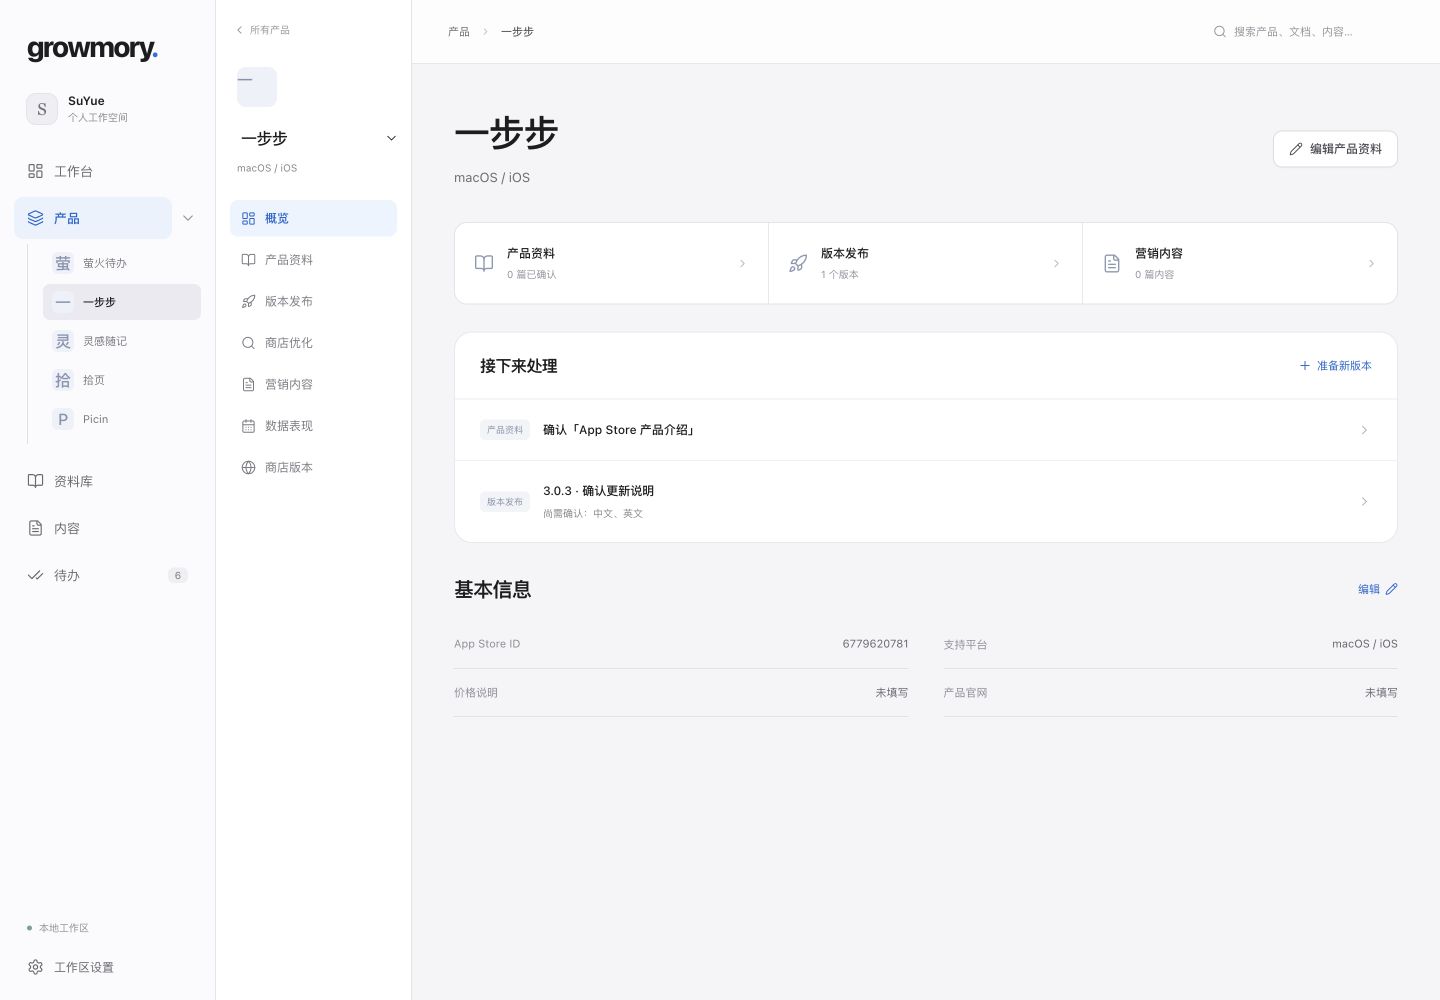 growmory.
S
SuYue
个人工作空间
工作台
产品
萤
萤火待办
一
一步步
灵
灵感随记
拾
拾页
P
Picin
资料库
内容
待办
6
本地工作区
工作区设置
所有产品
一
一步步
macOS / iOS
概览
产品资料
版本发布
商店优化
营销内容
数据表现
商店版本
产品
一步步
搜索产品、文档、内容...
一步步
macOS / iOS
编辑产品资料
产品资料
0 篇已确认
版本发布
1 个版本
营销内容
0 篇内容
接下来处理
准备新版本
产品资料
确认「App Store 产品介绍」
版本发布
3.0.3 · 确认更新说明
尚需确认：中文、英文
基本信息
编辑
App Store ID
6779620781
支持平台
macOS / iOS
价格说明
未填写
产品官网
未填写